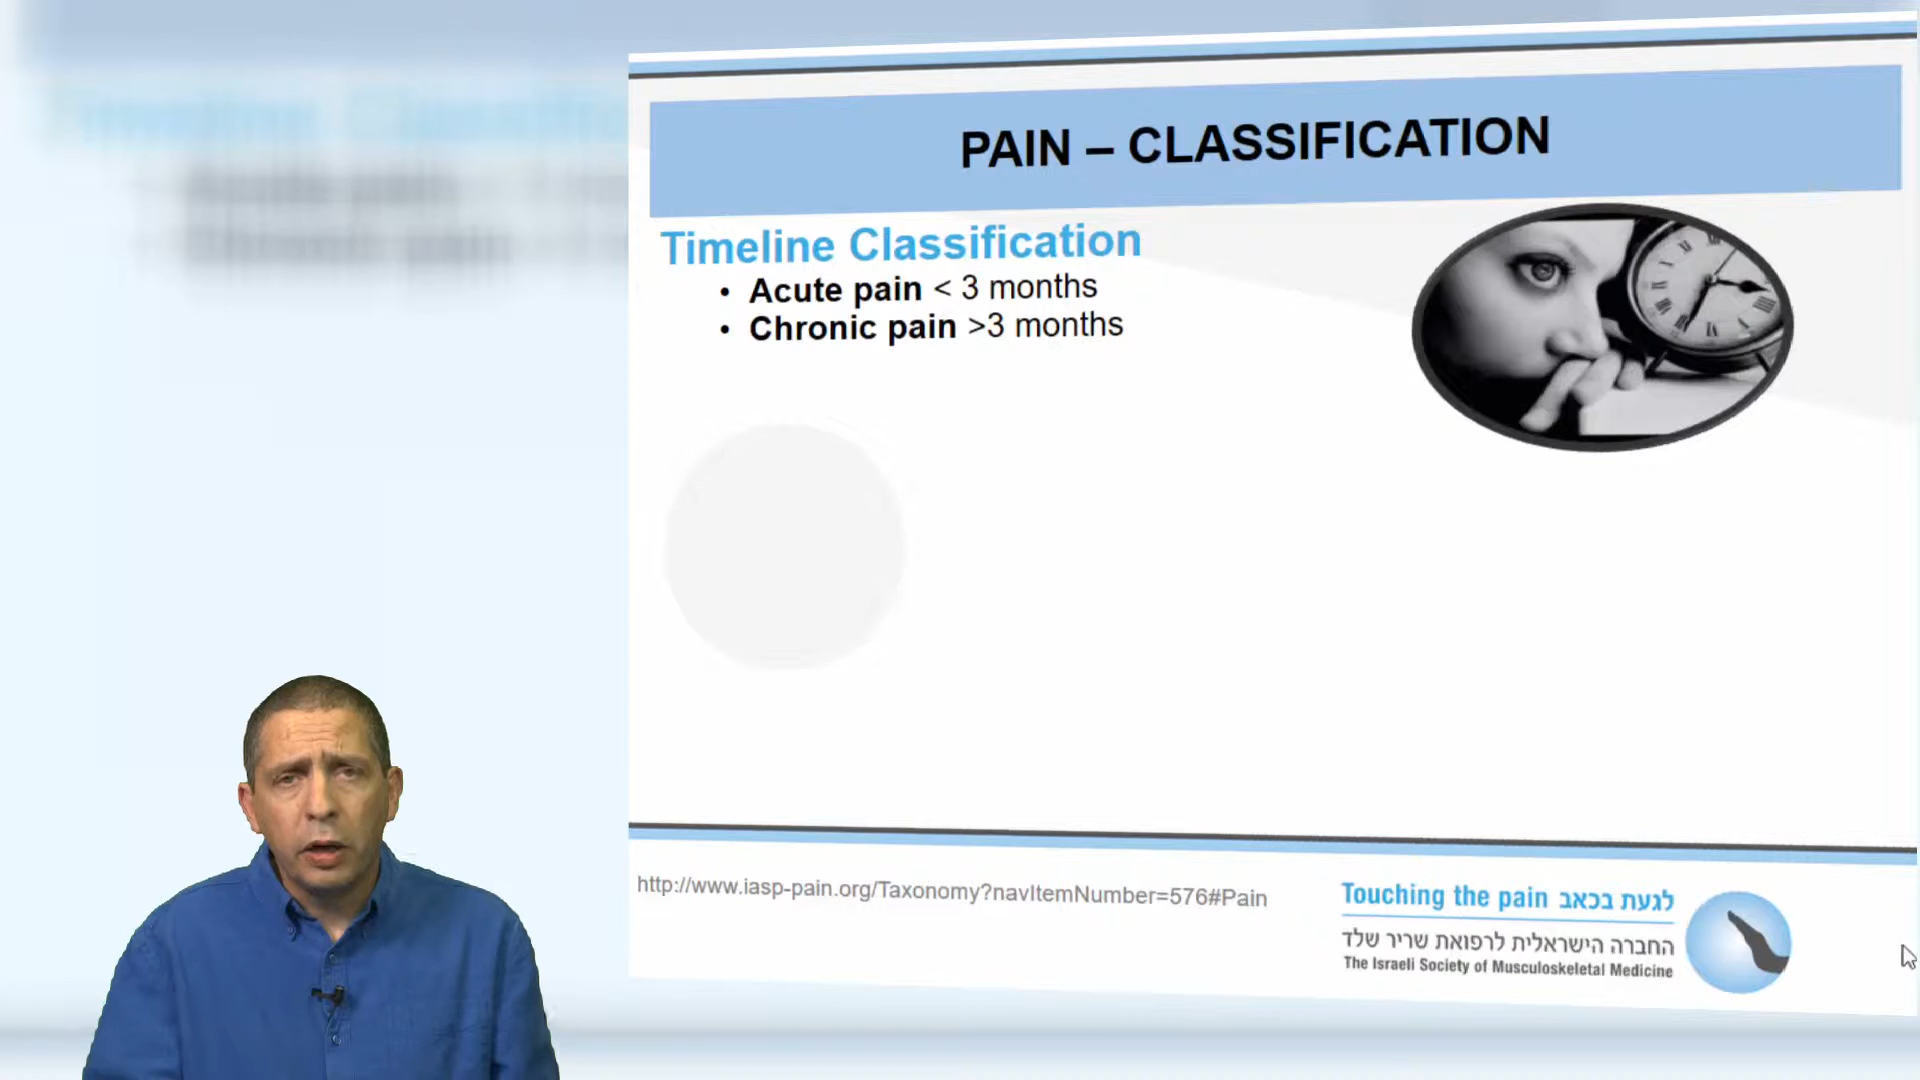 PAIN – CLASSIFICATION
Timeline Classification
• Acute pain < 3 months
• Chronic pain >3 months
http://www.iasp-pain.org/Taxonomy?navItemNumber=576#Pain
Touching the pain לגעת בכאב
החברה הישראלית לרפואת שריר שלד
The Israeli Society of Musculoskeletal Medicine